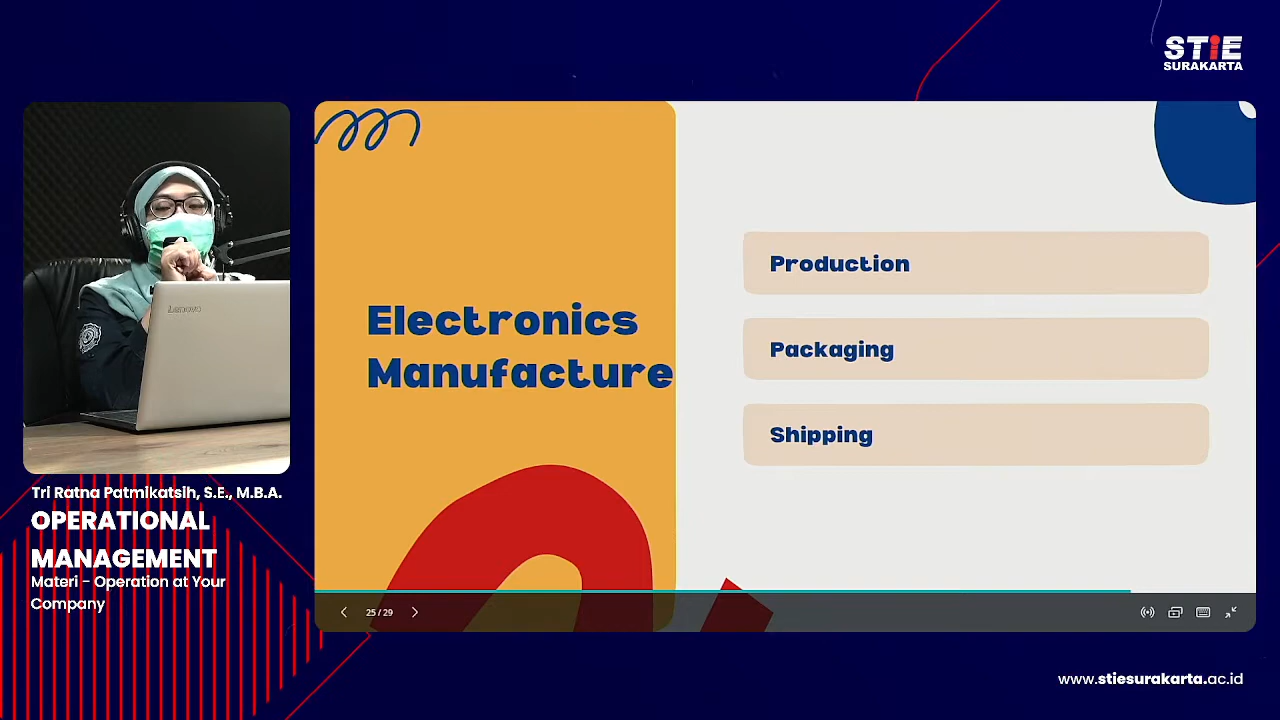 STiE
SURAKARTA
Electronics
Manufacture
Production
Packaging
Shipping
Lenovo
Tri Ratna Patmikatsih, S.E., M.B.A.
OPERATIONAL
MANAGEMENT
Materi - Operation at Your
Company
25 / 29
www.stiesurakarta.ac.id